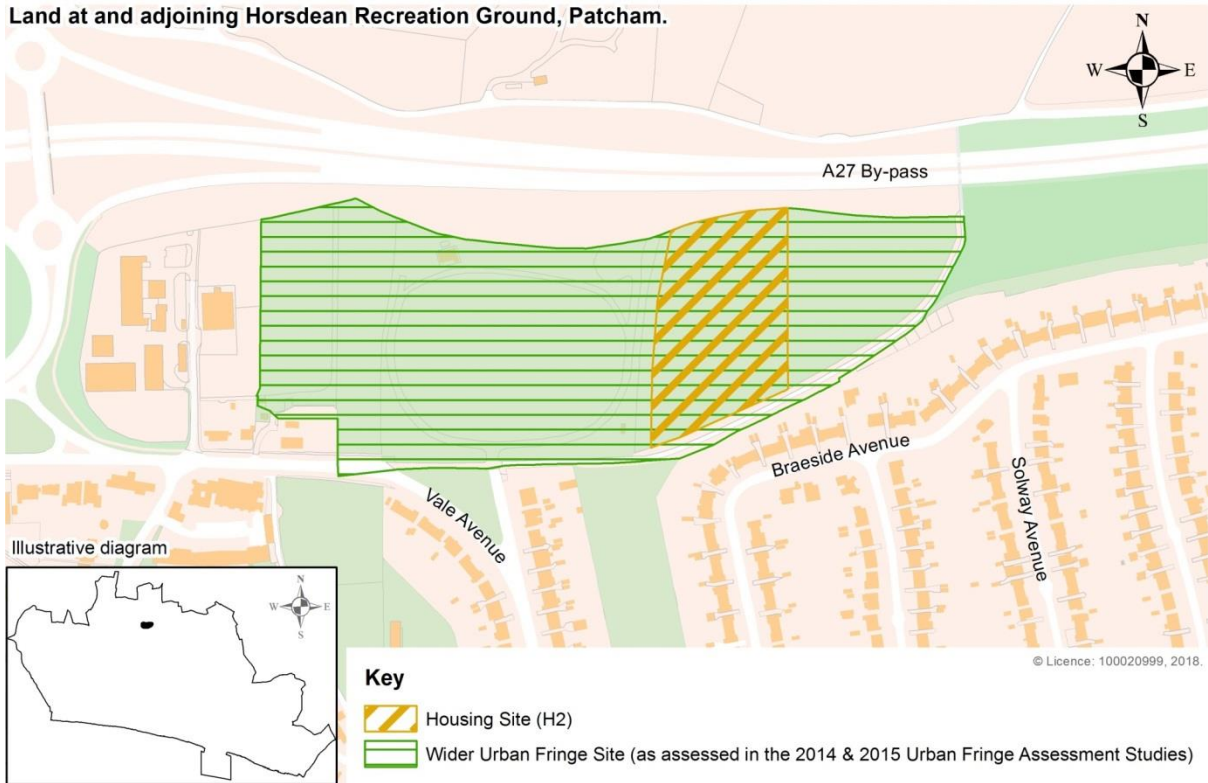 Land at and adjoining Horsdean Recreation Ground, Patcham.
N
W E
S
A27 By-pass
Braeside Avenue
Solway Avenue
Vale Avenue
Illustrative diagram
N
W E
S
© Licence: 100020999, 2018.
Key
Housing Site (H2)
Wider Urban Fringe Site (as assessed in the 2014 & 2015 Urban Fringe Assessment Studies)